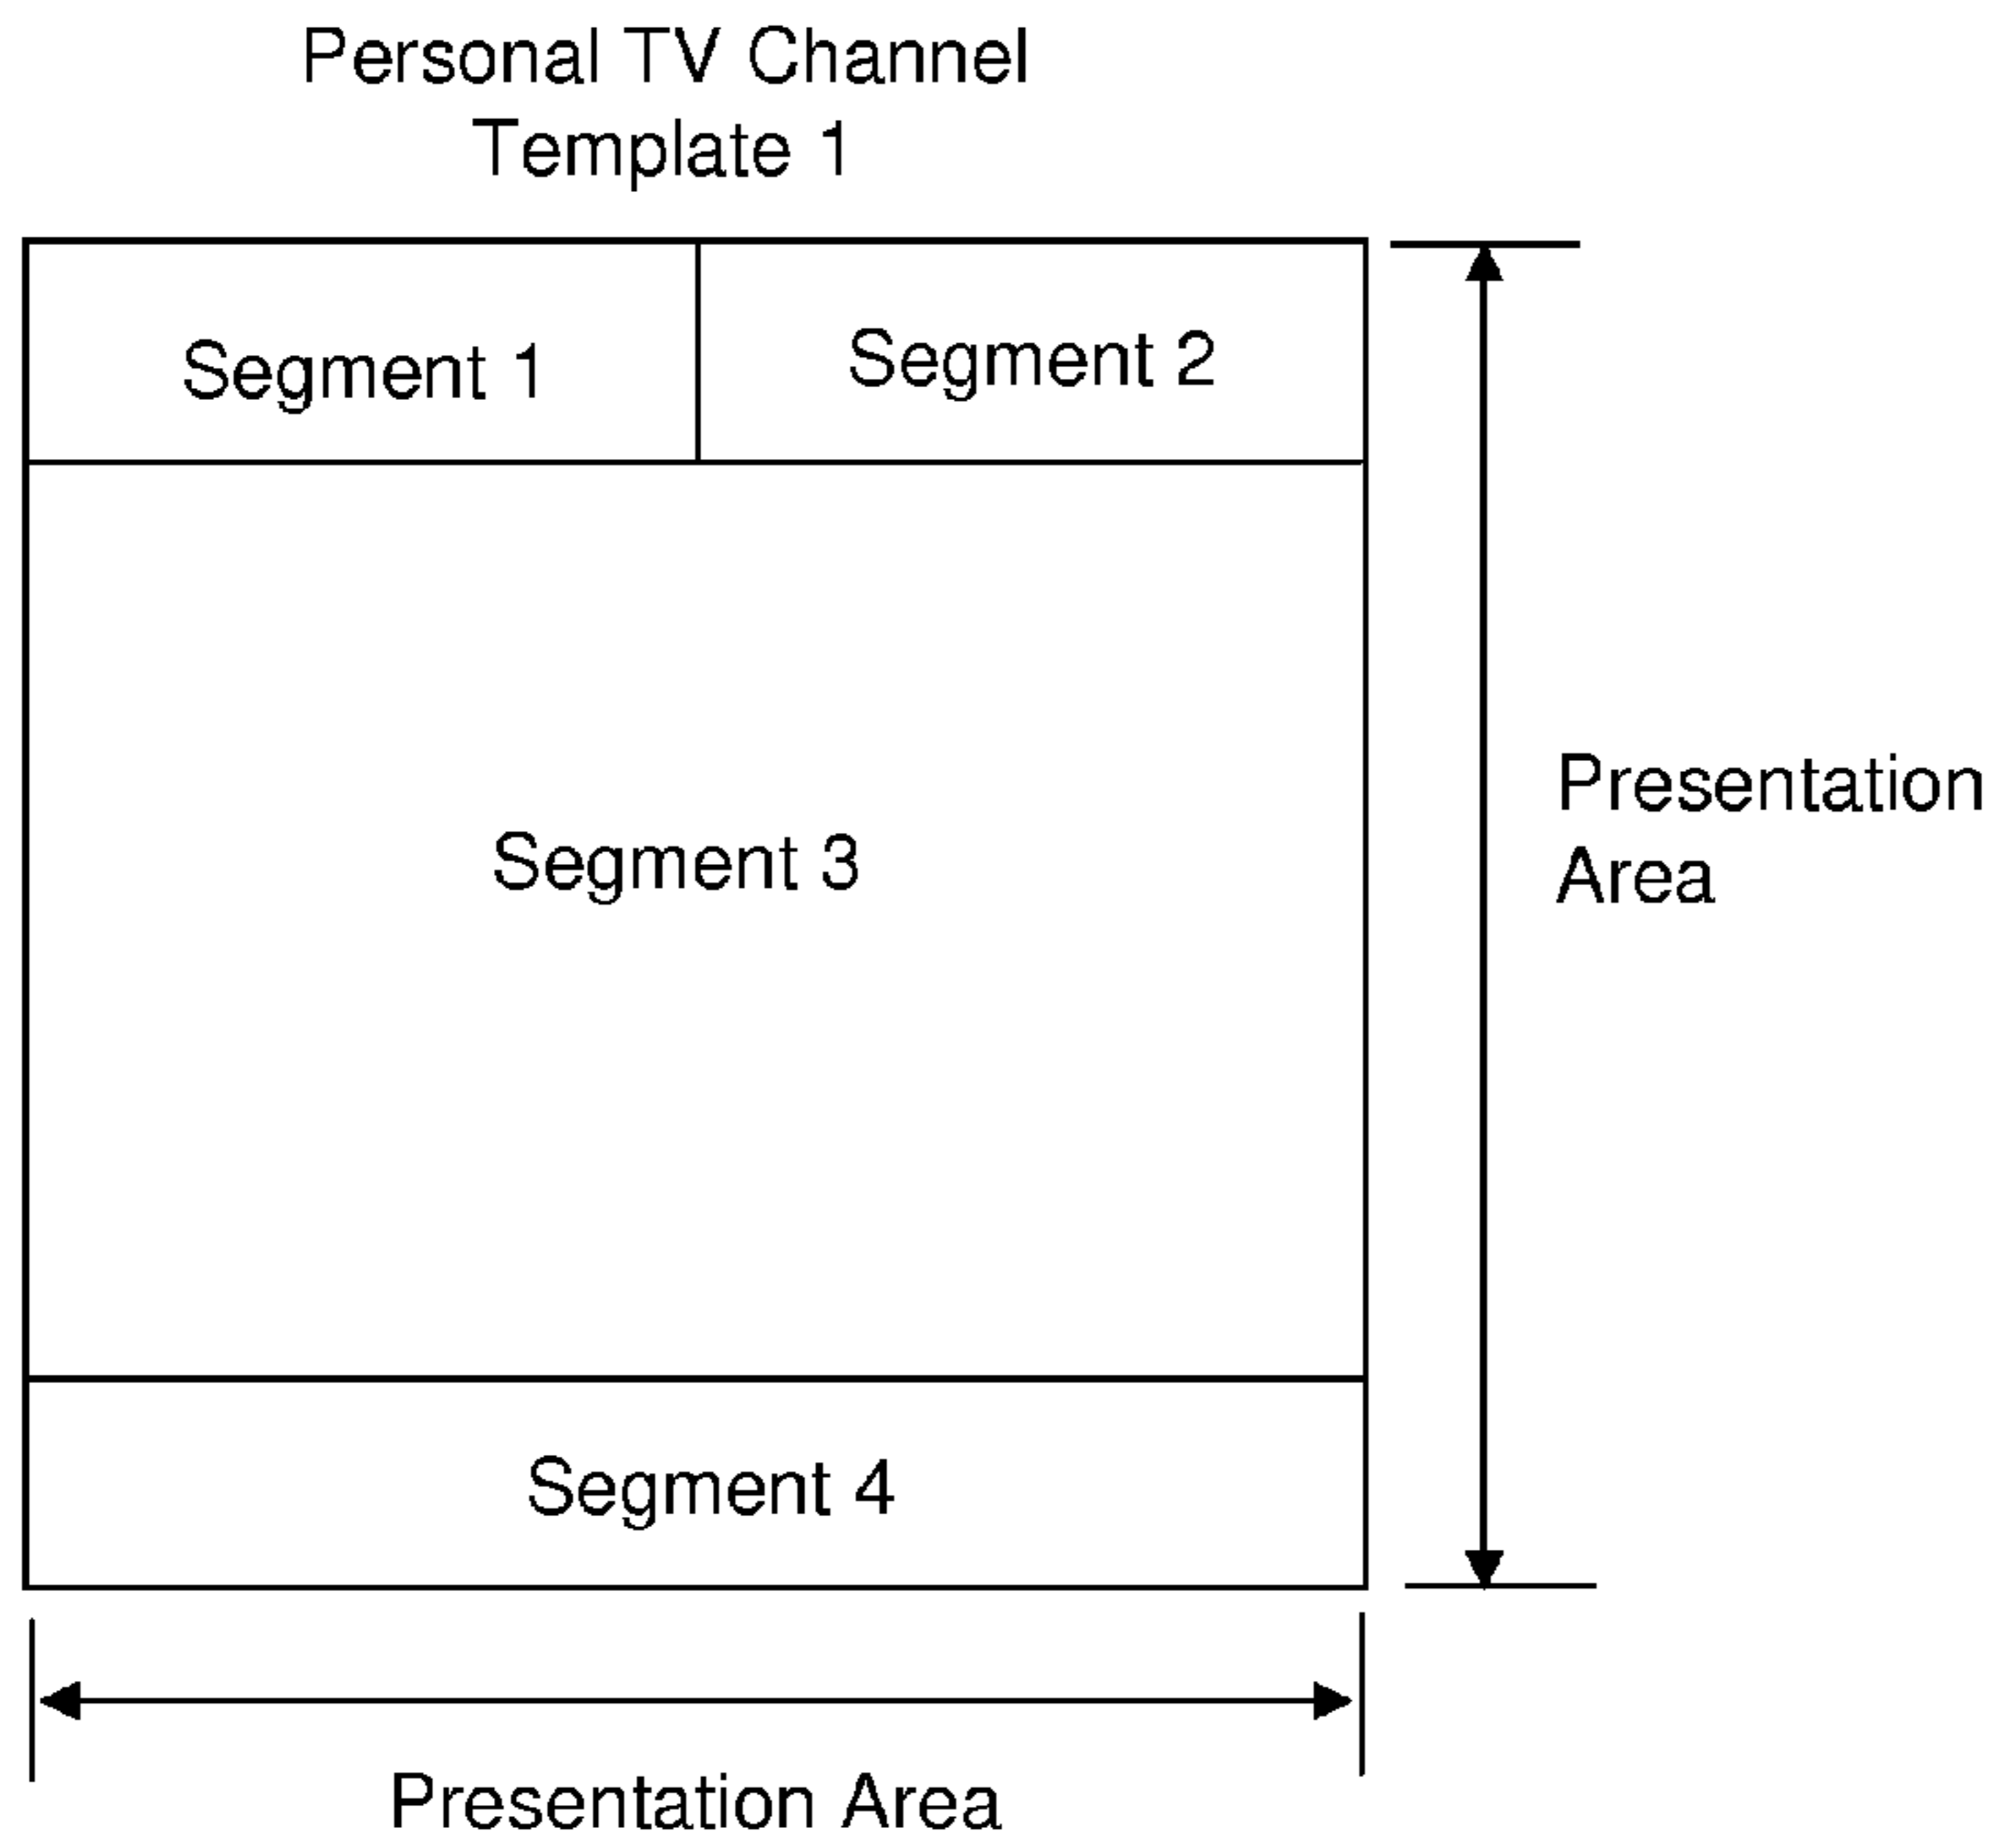 Personal TV Channel
Template 1
Segment 1
Segment 2
Segment 3
Presentation
Area
Segment 4
Presentation Area